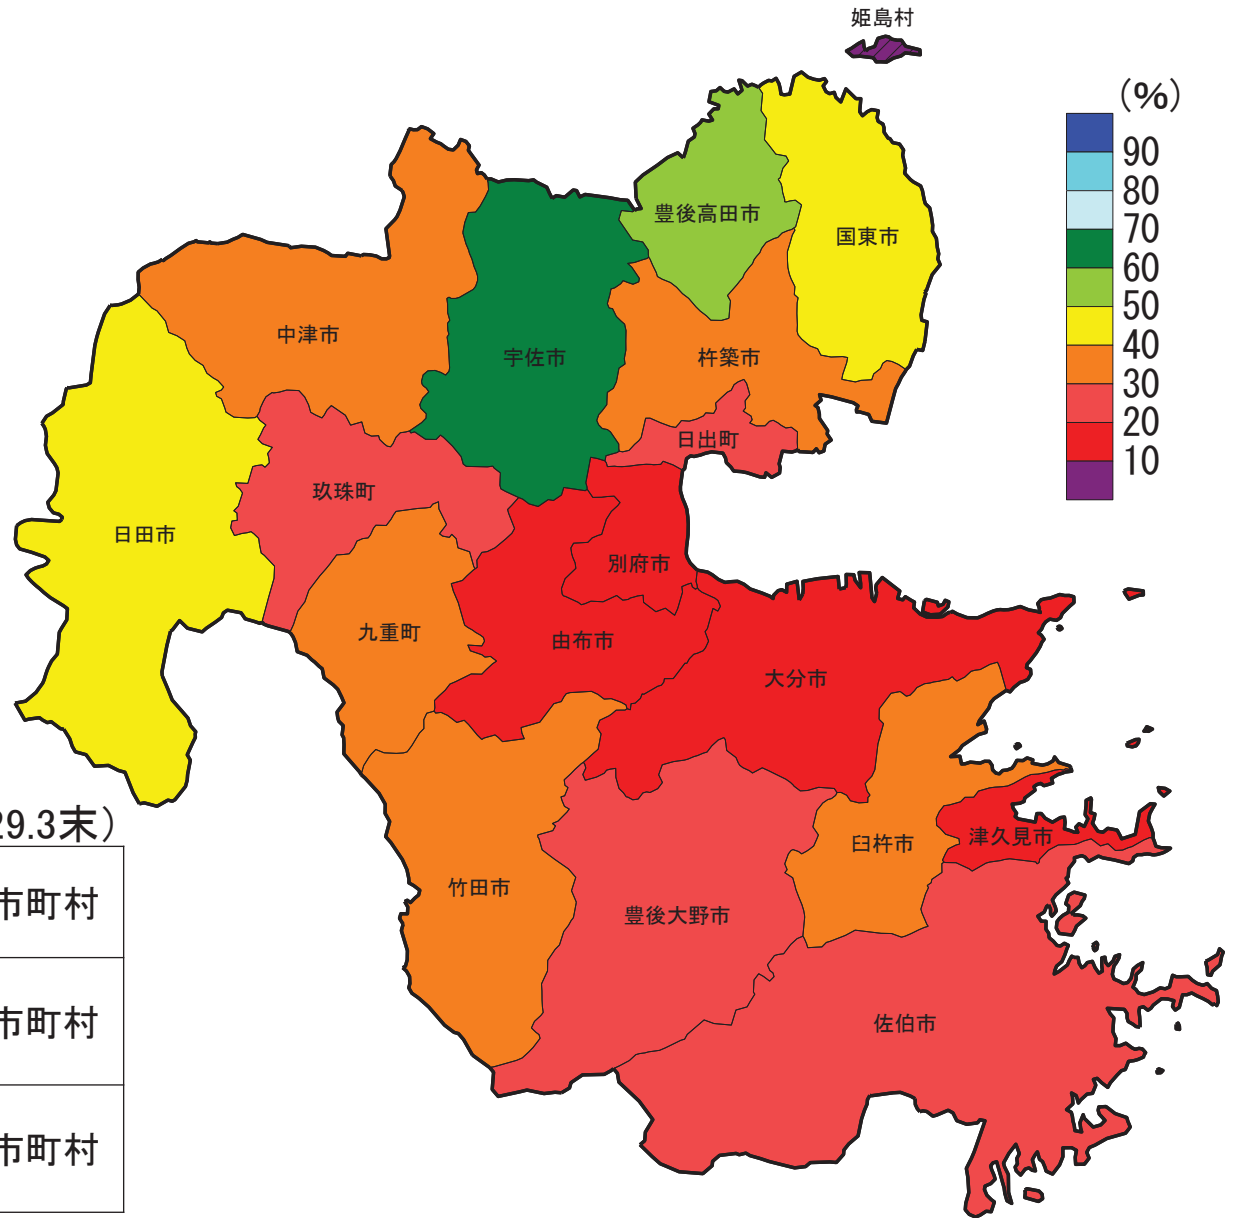 姫島村
(%)
90
80
70
60
50
40
30
20
10
豊後高田市
国東市
中津市
宇佐市
杵築市
日出町
玖珠町
日田市
別府市
九重町
由布市
大分市
臼杵市
津久見市
竹田市
豊後大野市
佐伯市
29.3末）
市町村
市町村
市町村